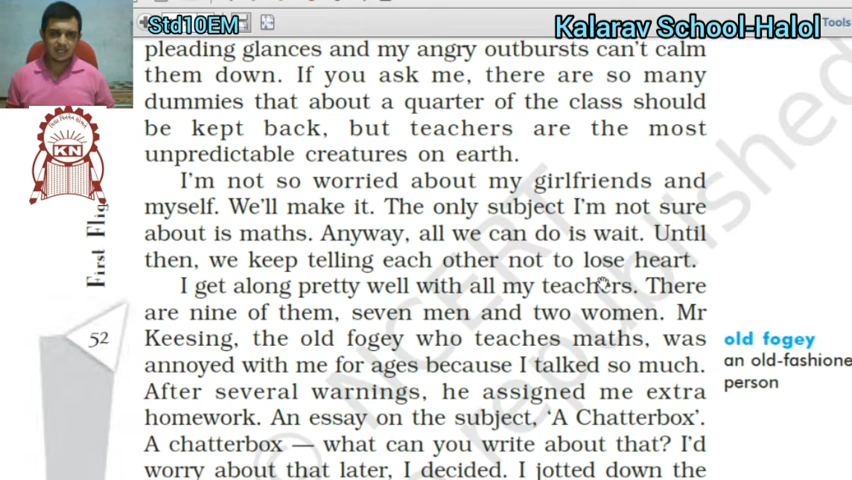 Std10EM
Kalarav School-Halol
Tools
pleading glances and my angry outbursts can't calm
them down. If you ask me, there are so many
dummies that about a quarter of the class should
be kept back, but teachers are the most
unpredictable creatures on earth.
I'm not so worried about my girlfriends and
myself. We'll make it. The only subject I'm not sure
about is maths. Anyway, all we can do is wait. Until
then, we keep telling each other not to lose heart.
I get along pretty well with all my teachers. There
are nine of them, seven men and two women. Mr
Keesing, the old fogey who teaches maths, was
annoyed with me for ages because I talked so much.
After several warnings, he assigned me extra
homework. An essay on the subject, 'A Chatterbox'.
A chatterbox — what can you write about that? I'd
worry about that later, I decided. I jotted down the
old fogey
an old-fashione
person
KN
First Flig
52
© NCERT
republished